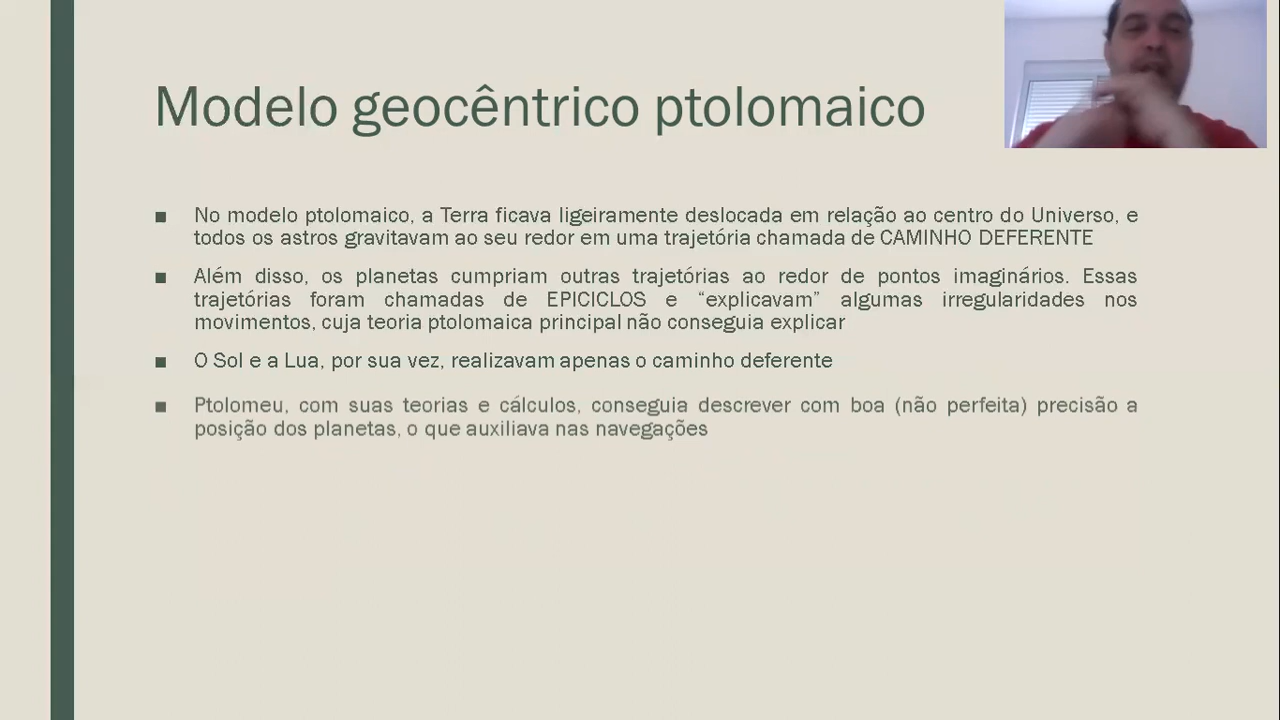 Modelo geocêntrico ptolomaico
No modelo ptolomaico, a Terra ficava ligeiramente deslocada em relação ao centro do Universo, e
todos os astros gravitavam ao seu redor em uma trajetória chamada de CAMINHO DEFERENTE
Além disso, os planetas cumpriam outras trajetórias ao redor de pontos imaginários. Essas
trajetórias foram chamadas de EPICICLOS e “explicavam” algumas irregularidades nos
movimentos, cuja teoria ptolomaica principal não conseguia explicar
O Sol e a Lua, por sua vez, realizavam apenas o caminho deferente
Ptolomeu, com suas teorias e cálculos, conseguia descrever com boa (não perfeita) precisão a
posição dos planetas, o que auxiliava nas navegações